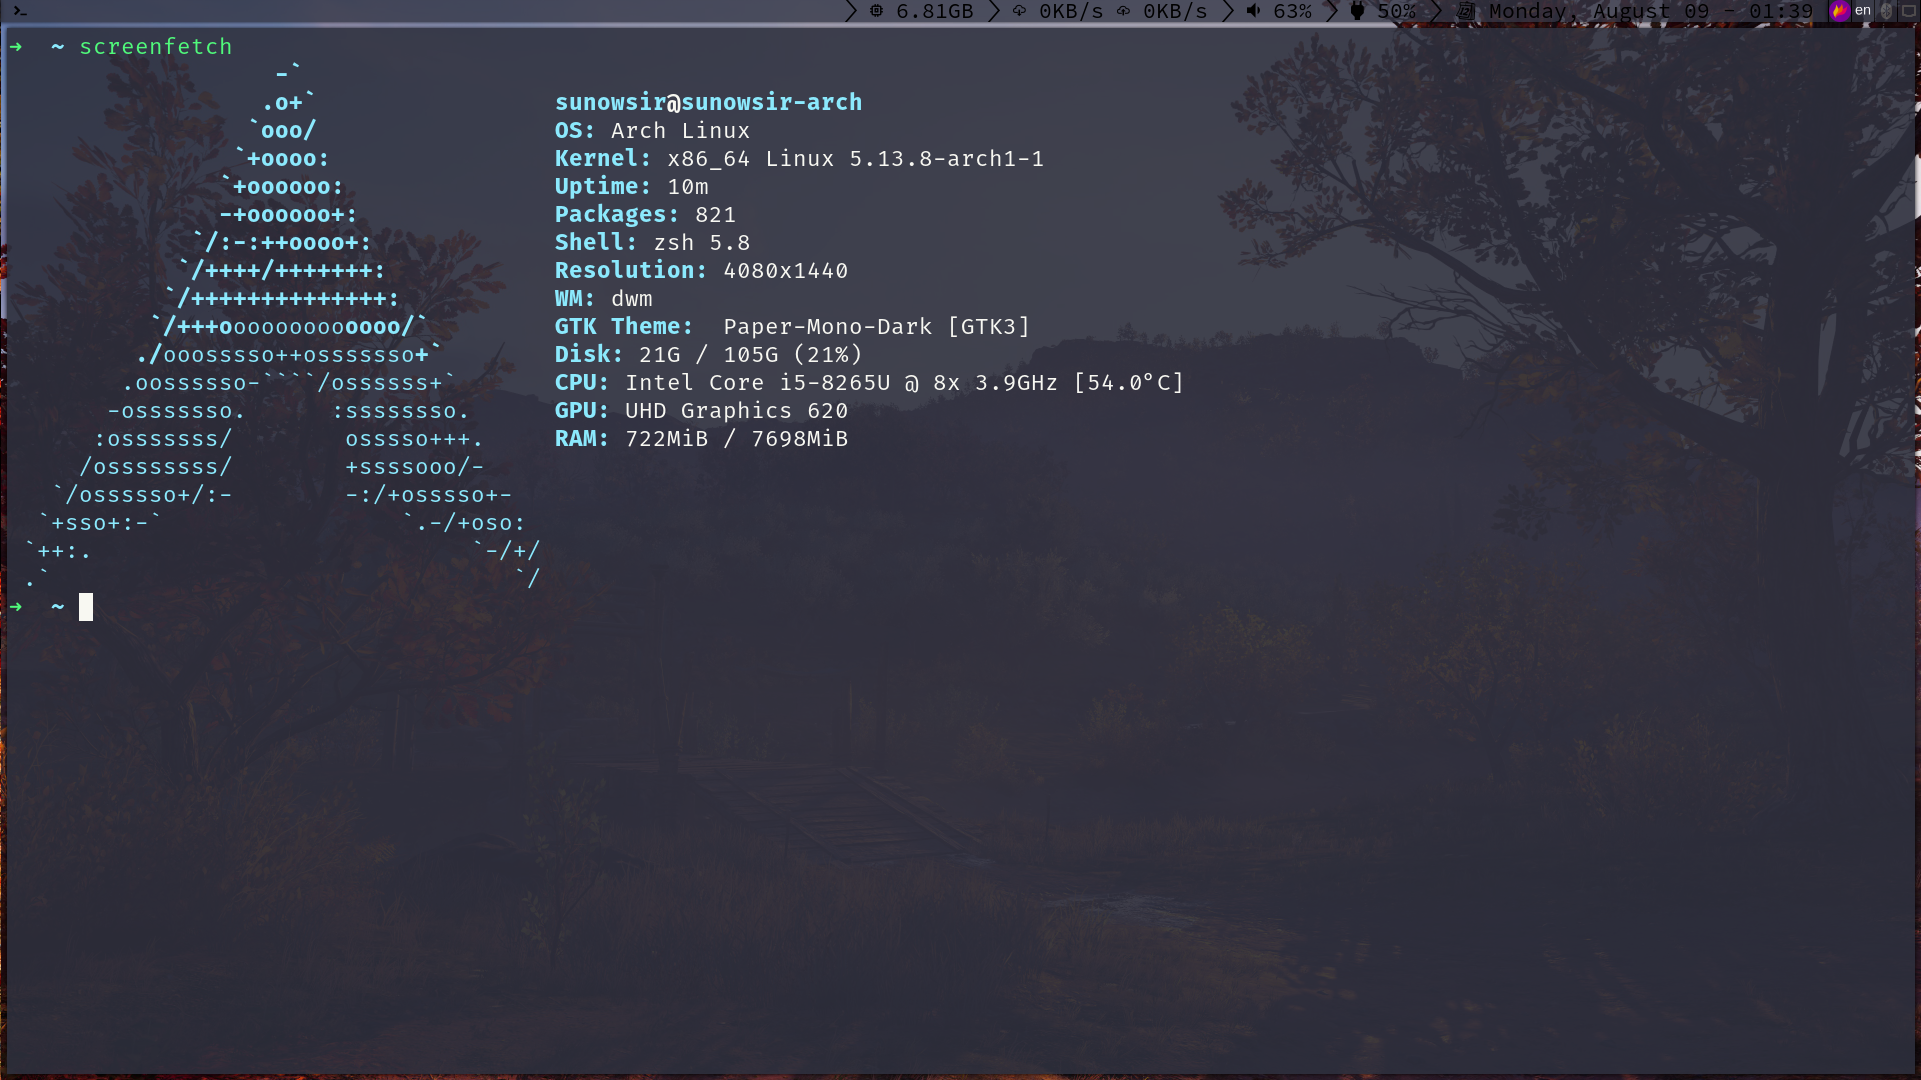 >_ 6.81GB 0KB/s 0KB/s 63% 50% Monday, August 09 - 01:39 en
→ ~ screenfetch
-`
.o+` sunowsir@sunowsir-arch
`ooo/ OS: Arch Linux
`+oooo: Kernel: x86_64 Linux 5.13.8-arch1-1
`+oooooo: Uptime: 10m
-+oooooo+: Packages: 821
`/:-:++oooo+: Shell: zsh 5.8
`/++++/+++++++: Resolution: 4080x1440
`/++++++++++++++: WM: dwm
`/+++ooooooooooooo/` GTK Theme: Paper-Mono-Dark [GTK3]
./ooosssso++osssssso+` Disk: 21G / 105G (21%)
.oossssso-````/ossssss+` CPU: Intel Core i5-8265U @ 8x 3.9GHz [54.0°C]
-osssssso. :ssssssso. GPU: UHD Graphics 620
:osssssss/ osssso+++. RAM: 722MiB / 7698MiB
/ossssssss/ +ssssooo/-
`/ossssso+/:- -:/+osssso+-
`+sso+:-` `.-/+oso:
`++:. `-/+/
.` `/
→ ~